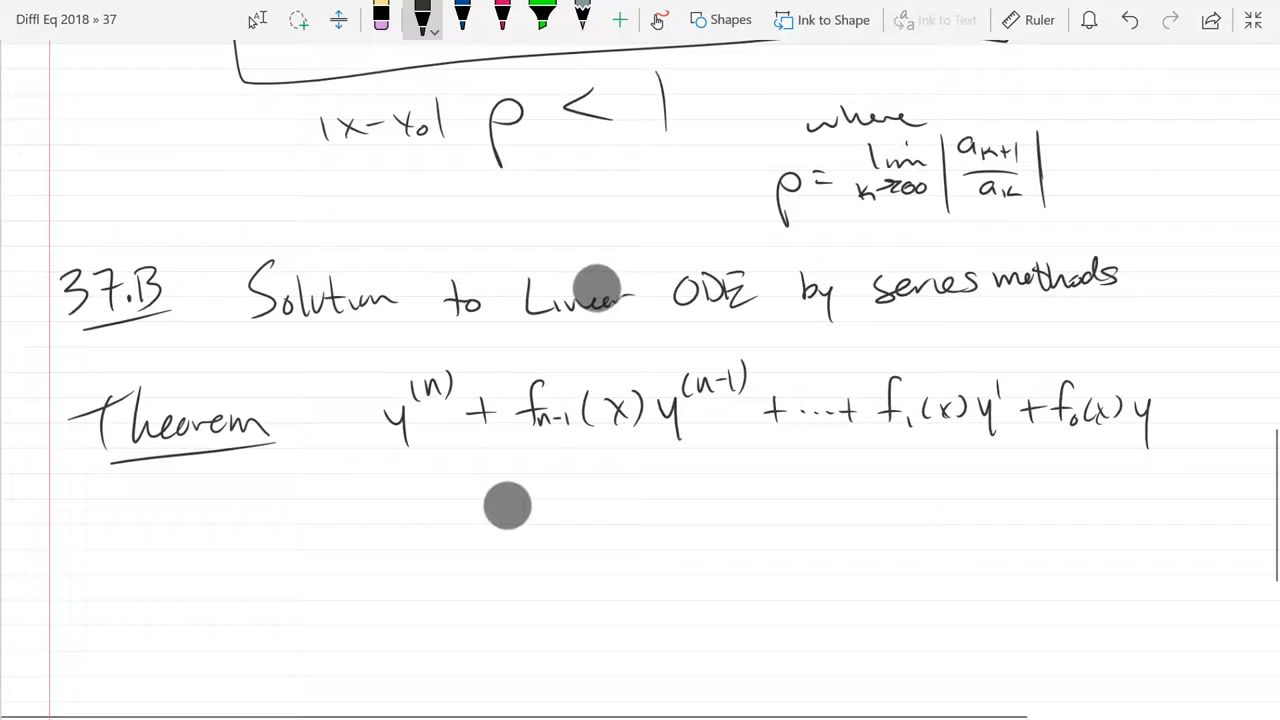 Diffl Eq 2018 » 37
Shapes
Ink to Shape
Ink to Text
Ruler
|x-x₀| ρ < 1
where
ρ = lim k→∞ |aₖ₊₁/aₖ|
37.B Solution to Linear ODE by series methods
Theorem y⁽ⁿ⁾ + fₙ₋₁(x) y⁽ⁿ⁻¹⁾ + ... + f₁(x) y' + f₀(x) y